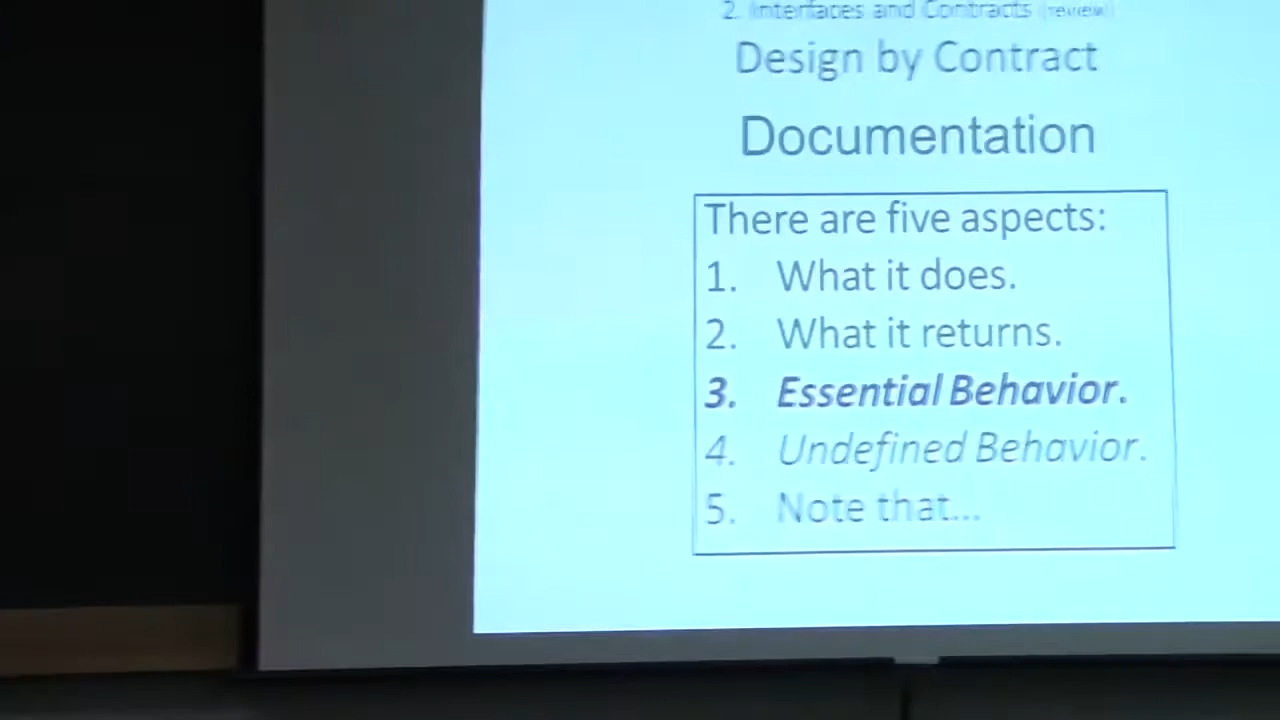 2. Interfaces and Contracts (review)
Design by Contract
Documentation
There are five aspects:
1. What it does.
2. What it returns.
3. Essential Behavior.
4. Undefined Behavior.
5. Note that...